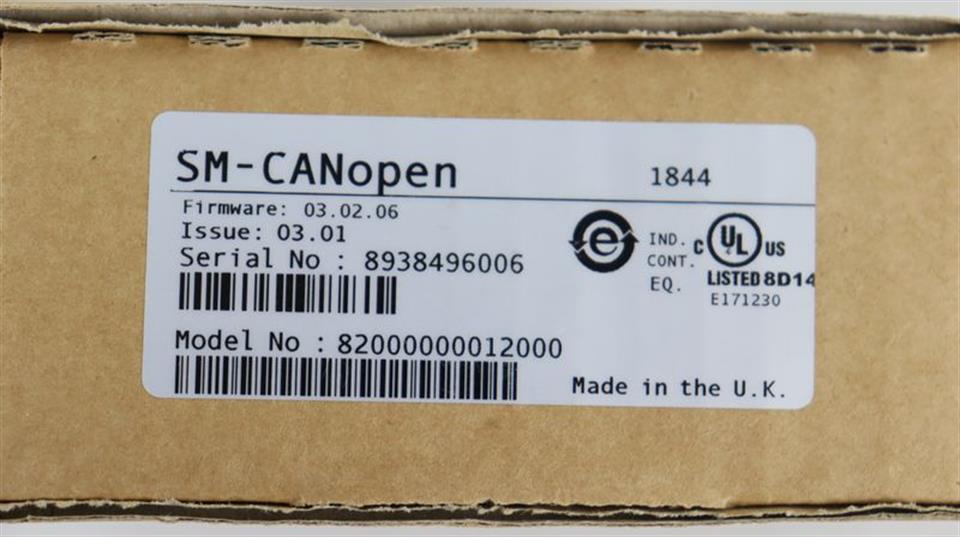 SM-CANopen 1844
Firmware: 03.02.06
Issue: 03.01
Serial No : 8938496006
Model No : 82000000012000
e
IND.
CONT.
EQ.
C UL US
LISTED 8D14
E171230
Made in the U.K.